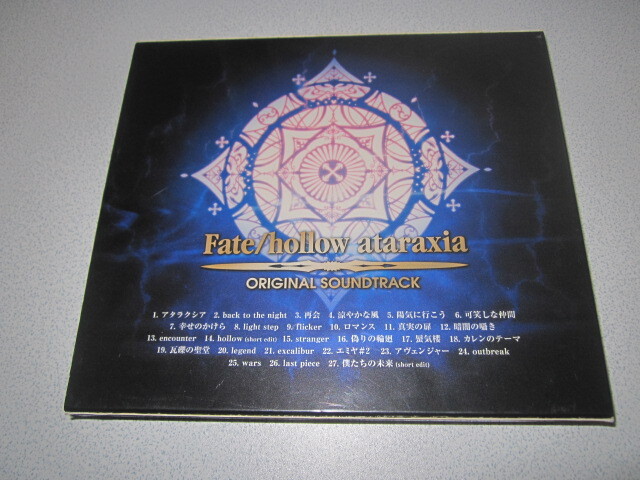 Fate/hollow ataraxia
ORIGINAL SOUNDTRACK
1. アタラクシア 2. back to the night 3. 再会 4. 涼やかな風 5. 陽気に行こう 6. 可笑しな仲間
7. 幸せのかけら 8. light step 9. flicker 10. ロマンス 11. 真実の扉 12. 暗闇の囁き
13. encounter 14. hollow (short edit) 15. stranger 16. 偽りの輪廻 17. 蜃気楼 18. カレンのテーマ
19. 瓦礫の聖堂 20. legend 21. excalibur 22. エミヤ#2 23. アヴェンジャー 24. outbreak
25. wars 26. last piece 27. 僕たちの未来 (short edit)